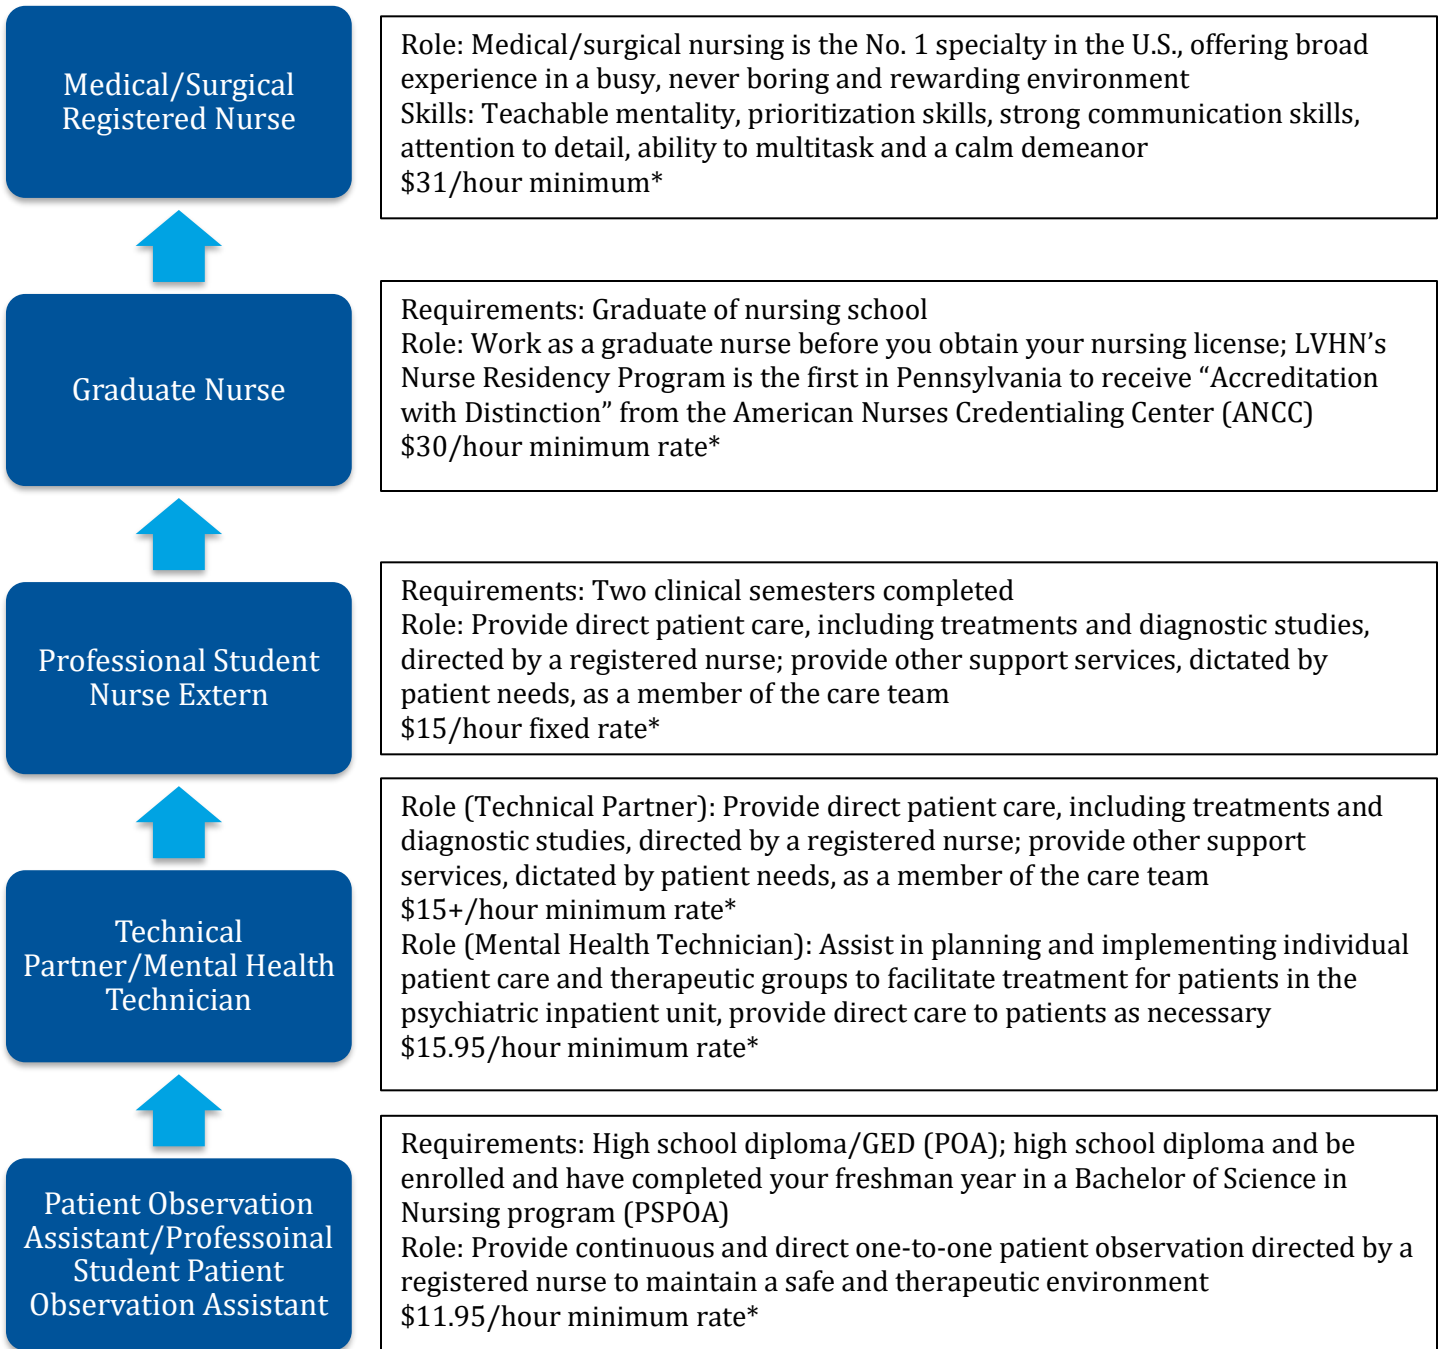 Medical/Surgical
Registered Nurse
Role: Medical/surgical nursing is the No. 1 specialty in the U.S., offering broad
experience in a busy, never boring and rewarding environment
Skills: Teachable mentality, prioritization skills, strong communication skills,
attention to detail, ability to multitask and a calm demeanor
$31/hour minimum*
Graduate Nurse
Requirements: Graduate of nursing school
Role: Work as a graduate nurse before you obtain your nursing license; LVHN’s
Nurse Residency Program is the first in Pennsylvania to receive “Accreditation
with Distinction” from the American Nurses Credentialing Center (ANCC)
$30/hour minimum rate*
Professional Student
Nurse Extern
Requirements: Two clinical semesters completed
Role: Provide direct patient care, including treatments and diagnostic studies,
directed by a registered nurse; provide other support services, dictated by
patient needs, as a member of the care team
$15/hour fixed rate*
Technical
Partner/Mental Health
Technician
Role (Technical Partner): Provide direct patient care, including treatments and
diagnostic studies, directed by a registered nurse; provide other support
services, dictated by patient needs, as a member of the care team
$15+/hour minimum rate*
Role (Mental Health Technician): Assist in planning and implementing individual
patient care and therapeutic groups to facilitate treatment for patients in the
psychiatric inpatient unit, provide direct care to patients as necessary
$15.95/hour minimum rate*
Patient Observation
Assistant/Professoinal
Student Patient
Observation Assistant
Requirements: High school diploma/GED (POA); high school diploma and be
enrolled and have completed your freshman year in a Bachelor of Science in
Nursing program (PSPOA)
Role: Provide continuous and direct one-to-one patient observation directed by a
registered nurse to maintain a safe and therapeutic environment
$11.95/hour minimum rate*